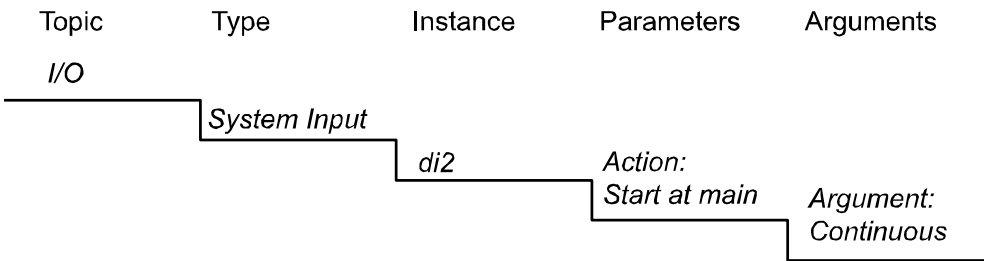 Topic Type Instance Parameters Arguments
I/O
System Input
di2
Action:
Start at main
Argument:
Continuous